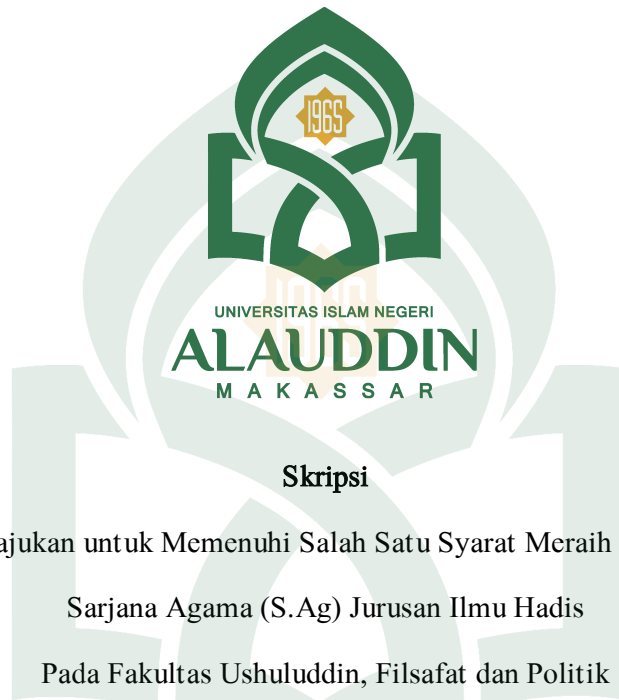 1965
UNIVERSITAS ISLAM NEGERI
ALAUDDIN
MAKASSAR
Skripsi
ajukan untuk Memenuhi Salah Satu Syarat Meraih
Sarjana Agama (S.Ag) Jurusan Ilmu Hadis
Pada Fakultas Ushuluddin, Filsafat dan Politik